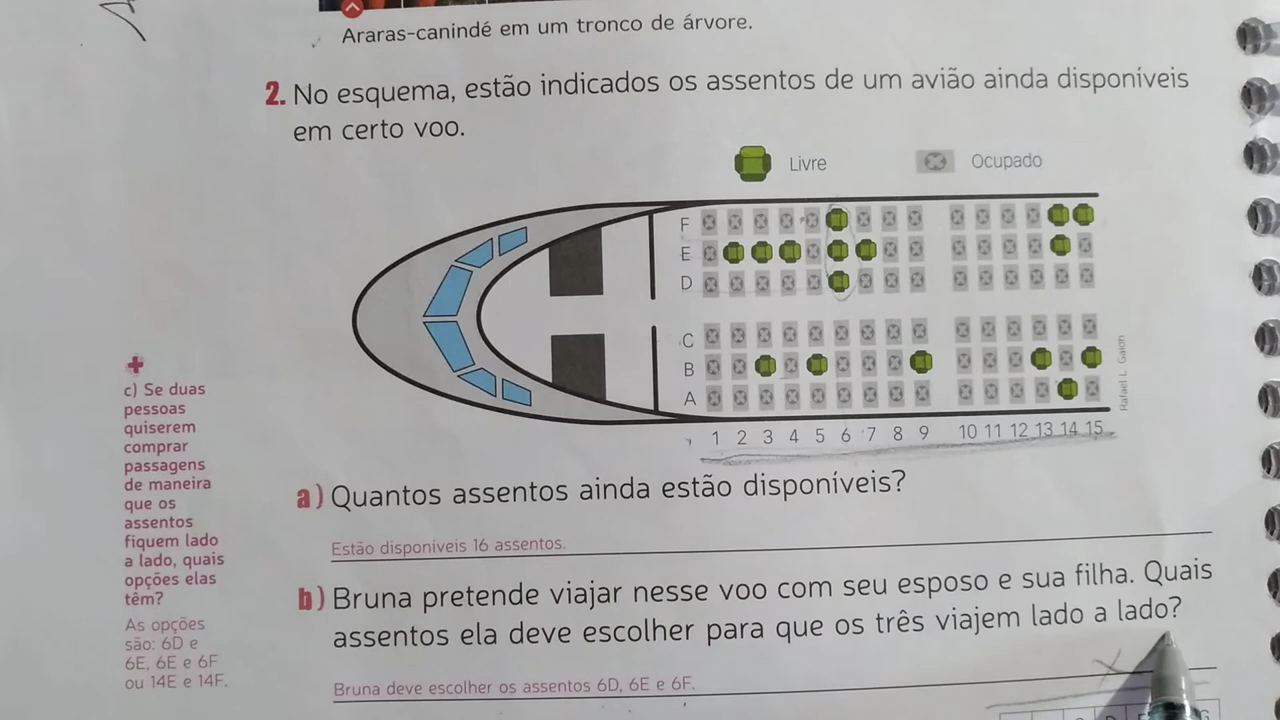 Araras-canindé em um tronco de árvore.
2. No esquema, estão indicados os assentos de um avião ainda disponíveis
em certo voo.
Livre
Ocupado
F
E
D
C
B
A
1 2 3 4 5 6 7 8 9 10 11 12 13 14 15
Rafael L. Gaion
a) Quantos assentos ainda estão disponíveis?
Estão disponíveis 16 assentos.
b) Bruna pretende viajar nesse voo com seu esposo e sua filha. Quais
assentos ela deve escolher para que os três viajem lado a lado?
Bruna deve escolher os assentos 6D, 6E e 6F.
+
c) Se duas
pessoas
quiserem
comprar
passagens
de maneira
que os
assentos
fiquem lado
a lado, quais
opções elas
têm?
As opções
são: 6D e
6E, 6E e 6F
ou 14E e 14F.